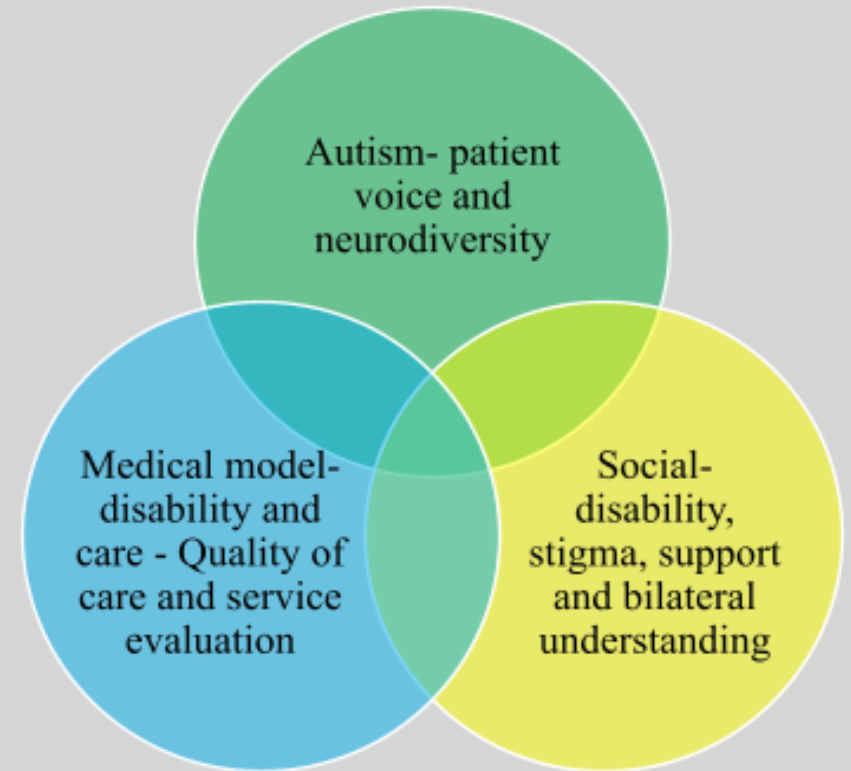 Autism- patient
voice and
neurodiversity
Medical model-
disability and
care - Quality of
care and service
evaluation
Social-
disability,
stigma, support
and bilateral
understanding